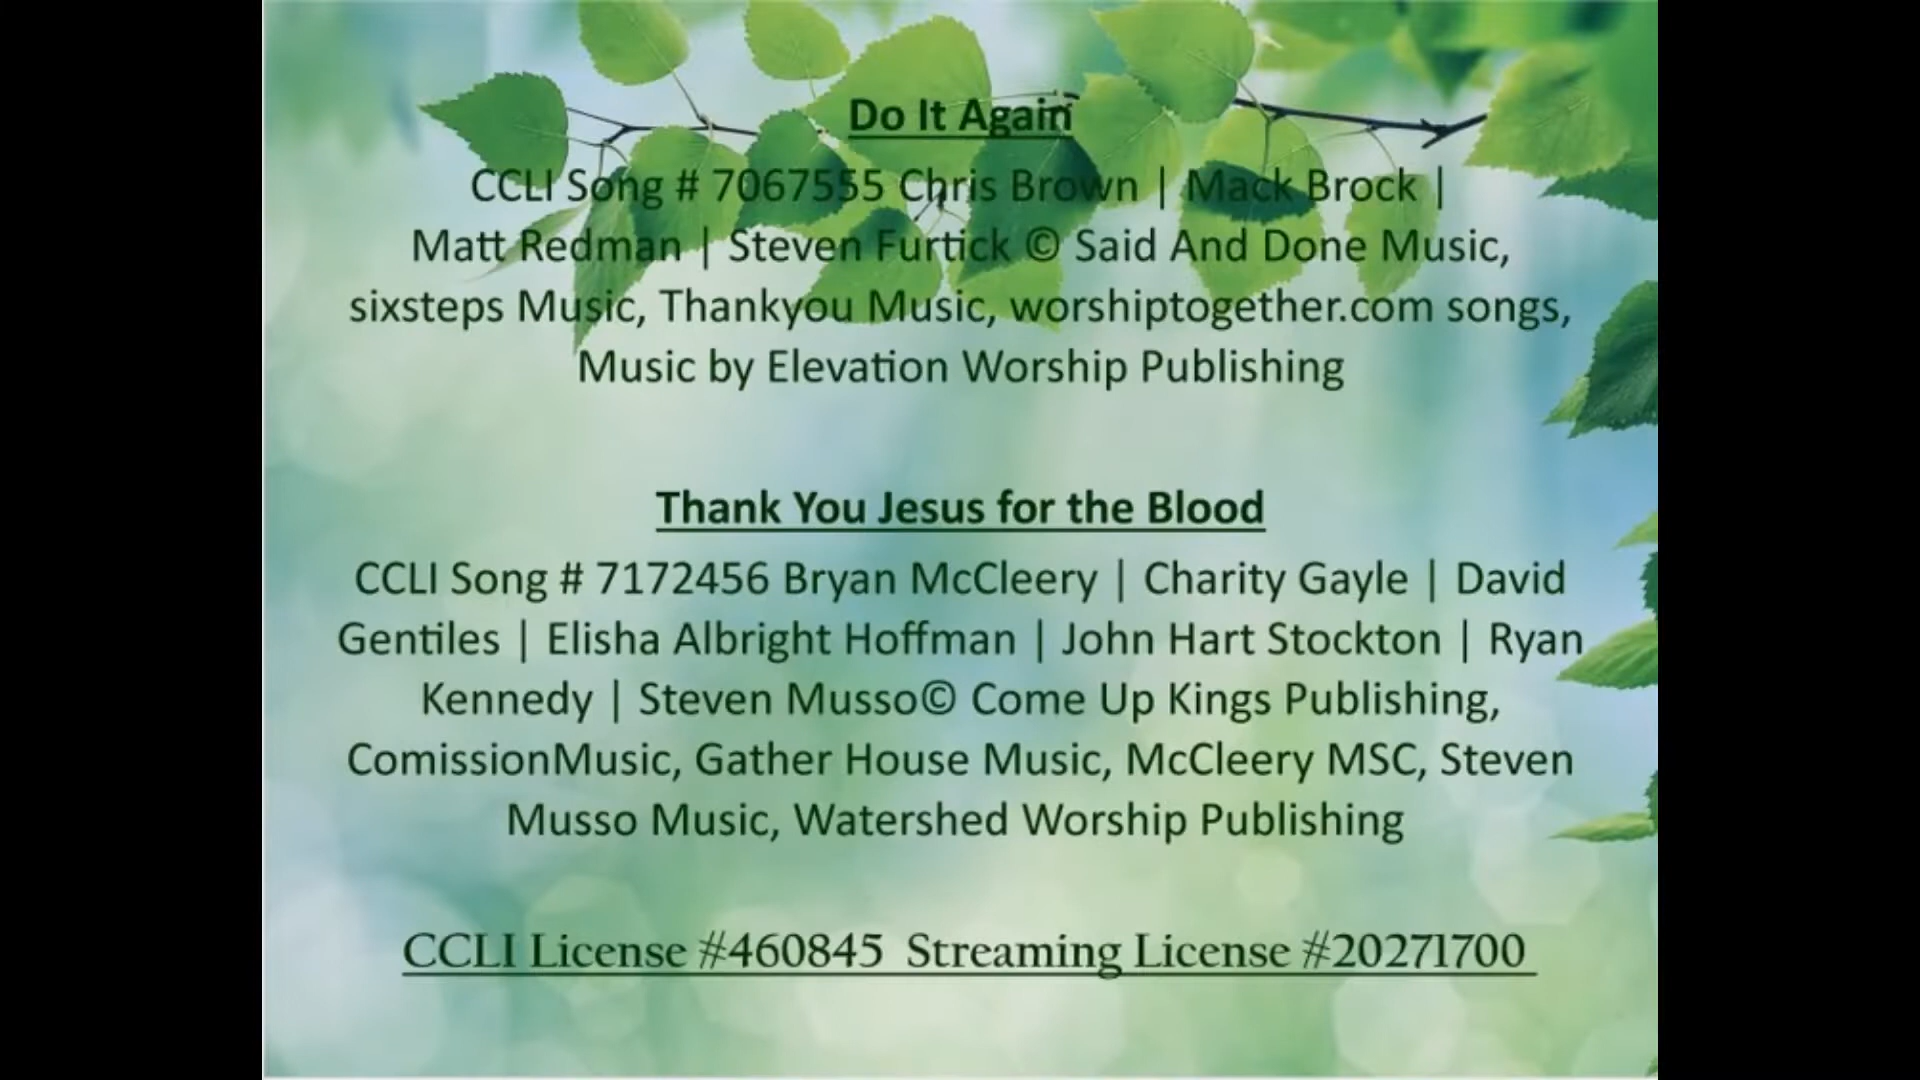 Do It Again
CCLI Song # 7067555 Chris Brown | Mack Brock |
Matt Redman | Steven Furtick © Said And Done Music,
sixsteps Music, Thankyou Music, worshiptogether.com songs,
Music by Elevation Worship Publishing
Thank You Jesus for the Blood
CCLI Song # 7172456 Bryan McCleery | Charity Gayle | David
Gentiles | Elisha Albright Hoffman | John Hart Stockton | Ryan
Kennedy | Steven Musso© Come Up Kings Publishing,
ComissionMusic, Gather House Music, McCleery MSC, Steven
Musso Music, Watershed Worship Publishing
CCLI License #460845 Streaming License #20271700